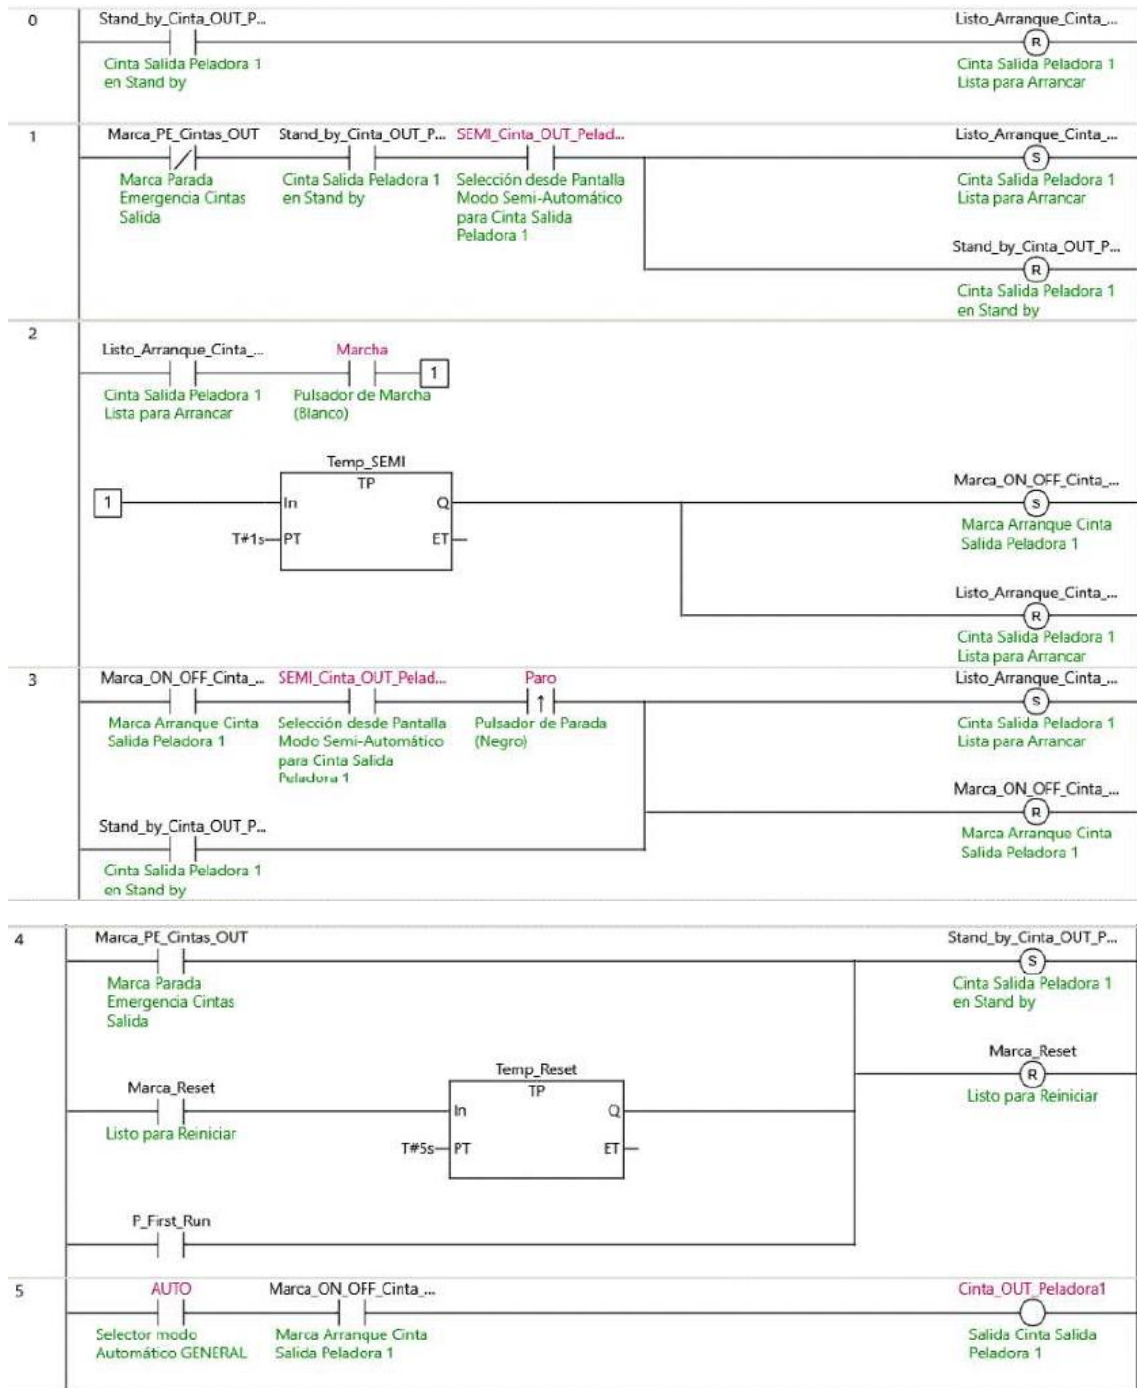 0
Stand_by_Cinta_OUT_P...
Listo_Arranque_Cinta_...
R
Cinta Salida Peladora 1
en Stand by
Cinta Salida Peladora 1
Lista para Arrancar
1
Marca_PE_Cintas_OUT
Stand_by_Cinta_OUT_P...
SEMI_Cinta_OUT_Pelad...
Listo_Arranque_Cinta_...
S
Marca Parada
Emergencia Cintas
Salida
Cinta Salida Peladora 1
en Stand by
Selección desde Pantalla
Modo Semi-Automático
para Cinta Salida
Peladora 1
Cinta Salida Peladora 1
Lista para Arrancar
Stand_by_Cinta_OUT_P...
R
Cinta Salida Peladora 1
en Stand by
2
Listo_Arranque_Cinta_...
Marcha
1
Cinta Salida Peladora 1
Lista para Arrancar
Pulsador de Marcha
(Blanco)
Temp_SEMI
TP
1
In
Q
T#1s
PT
ET
Marca_ON_OFF_Cinta_...
S
Marca Arranque Cinta
Salida Peladora 1
Listo_Arranque_Cinta_...
R
Cinta Salida Peladora 1
Lista para Arrancar
3
Marca_ON_OFF_Cinta_...
SEMI_Cinta_OUT_Pelad...
Paro
Listo_Arranque_Cinta_...
S
Marca Arranque Cinta
Salida Peladora 1
Selección desde Pantalla
Modo Semi-Automático
para Cinta Salida
Peladora 1
Pulsador de Parada
(Negro)
Cinta Salida Peladora 1
Lista para Arrancar
Marca_ON_OFF_Cinta_...
R
Marca Arranque Cinta
Salida Peladora 1
Stand_by_Cinta_OUT_P...
Cinta Salida Peladora 1
en Stand by
4
Marca_PE_Cintas_OUT
Stand_by_Cinta_OUT_P...
S
Marca Parada
Emergencia Cintas
Salida
Cinta Salida Peladora 1
en Stand by
Marca_Reset
R
Listo para Reiniciar
Marca_Reset
Listo para Reiniciar
Temp_Reset
TP
In
Q
T#5s
PT
ET
P_First_Run
5
AUTO
Marca_ON_OFF_Cinta_...
Cinta_OUT_Peladora1
Selector modo
Automático GENERAL
Marca Arranque Cinta
Salida Peladora 1
Salida Cinta Salida
Peladora 1